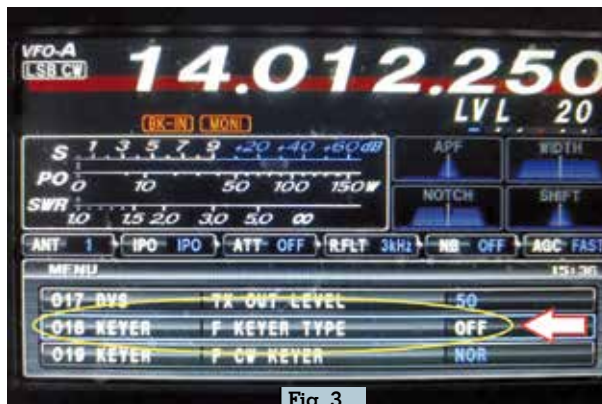 VFO-A
LSB CW
14.012.250
BK-IN MONI
LVL 20
S 1 3 5 7 9 +20 +40 +60dB
PO 0 10 50 100 150W
SWR 1.0 1.5 2.0 3.0 5.0 ∞
APF WIDTH
NOTCH SHIFT
ANT 1 IPO IPO ATT OFF R.FLT 3kHz NB OFF AGC FAST
MENU 15:36
017 DVS TX OUT LEVEL 50
018 KEYER F KEYER TYPE OFF
019 KEYER F CW KEYER NOR
Fig. 3